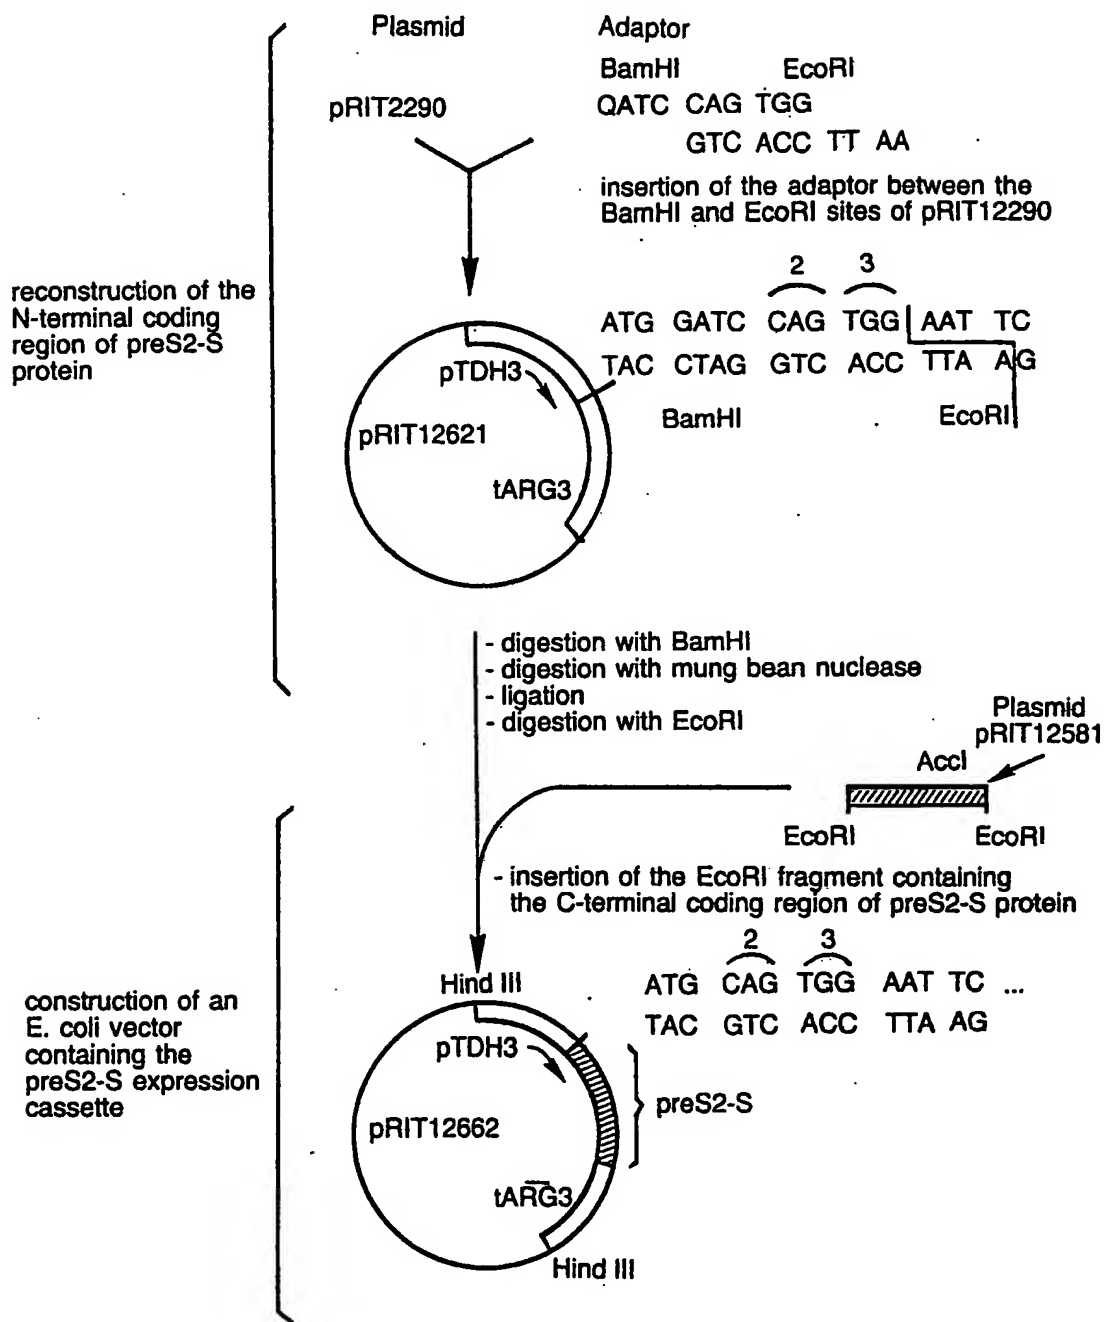 Plasmid
Adaptor
BamHI EcoRI
pRIT2290
QATC CAG TGG
GTC ACC TT AA
insertion of the adaptor between the
BamHI and EcoRI sites of pRIT12290
reconstruction of the
N-terminal coding
region of preS2-S
protein
2 3
ATG GATC CAG TGG AAT TC
TAC CTAG GTC ACC TTA AG
BamHI EcoRI
pTDH3
pRIT12621
tARG3
- digestion with BamHI
- digestion with mung bean nuclease
- ligation
- digestion with EcoRI
Plasmid
pRIT12581
AccI
EcoRI EcoRI
- insertion of the EcoRI fragment containing
the C-terminal coding region of preS2-S protein
2 3
ATG CAG TGG AAT TC ...
TAC GTC ACC TTA AG
construction of an
E. coli vector
containing the
preS2-S expression
cassette
Hind III
pTDH3
preS2-S
pRIT12662
tARG3
Hind III